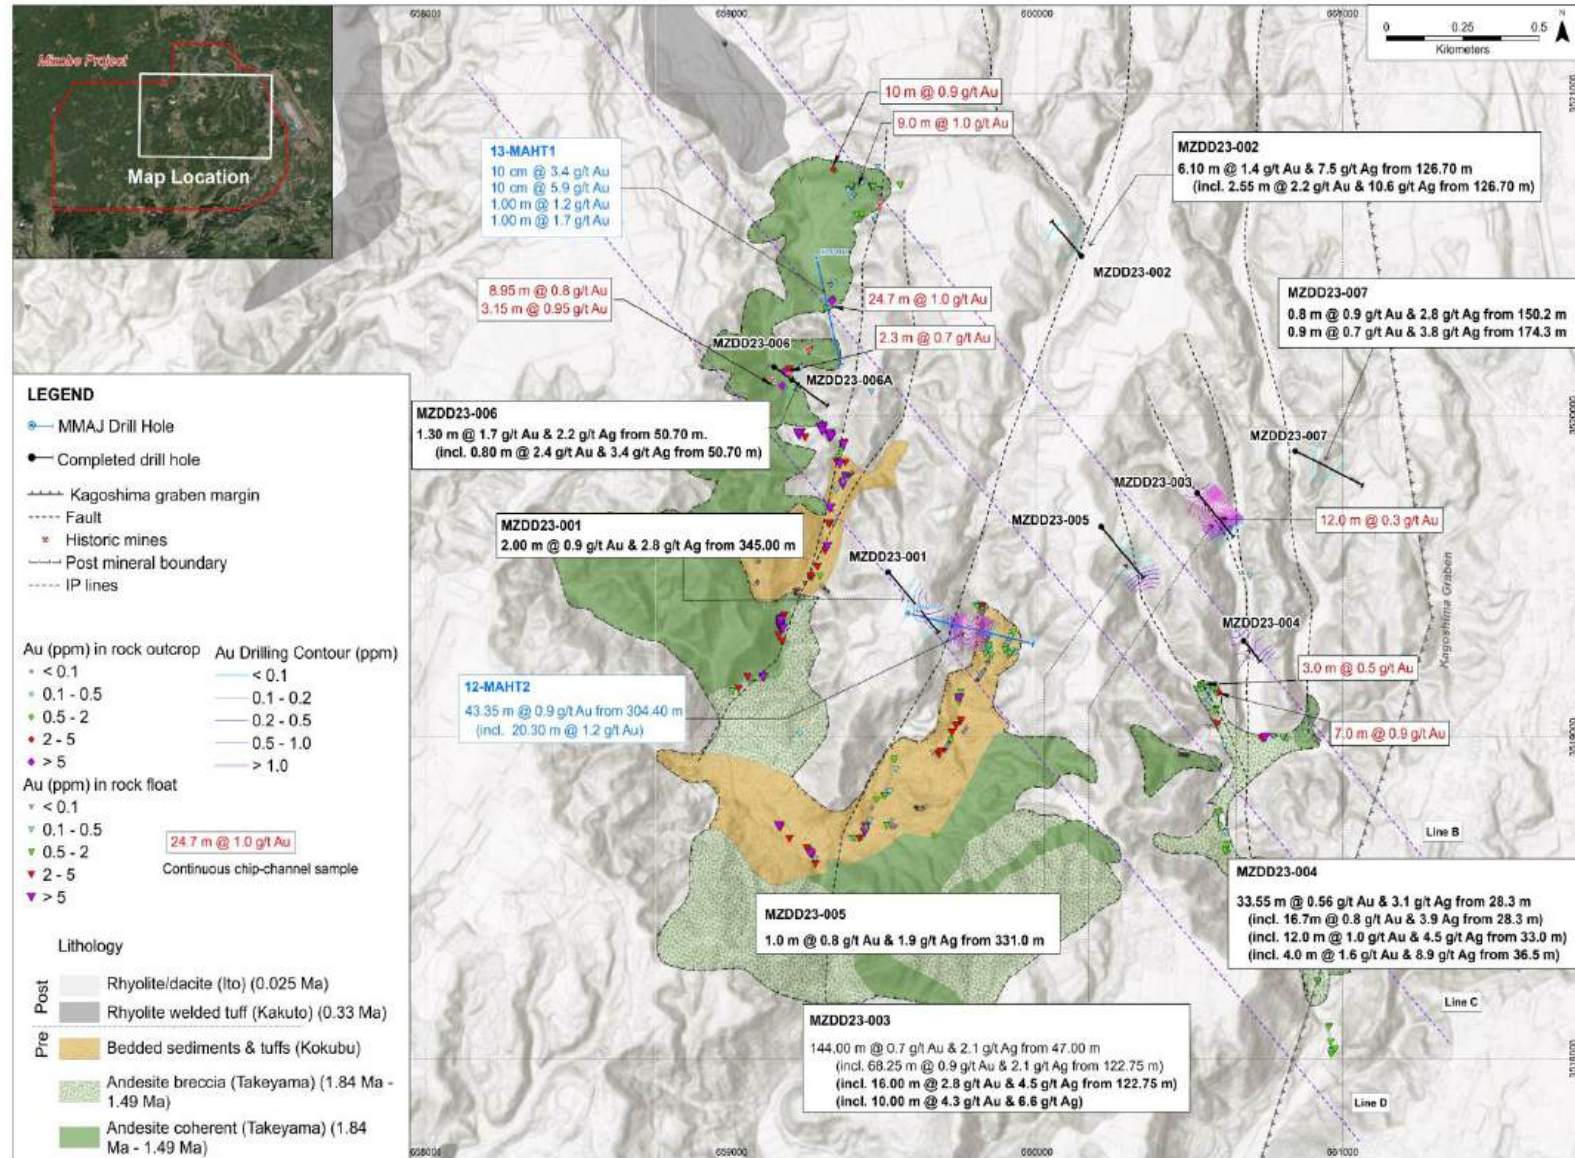 658000
659000
660000
661000
N
0
0.25
0.5
Kilometers
Mizobe Project
Map Location
3521000
10 m @ 0.9 g/t Au
9.0 m @ 1.0 g/t Au
13-MAHT1
10 cm @ 3.4 g/t Au
10 cm @ 5.9 g/t Au
1.00 m @ 1.2 g/t Au
1.00 m @ 1.7 g/t Au
MZDD23-002
6.10 m @ 1.4 g/t Au & 7.5 g/t Ag from 126.70 m
(incl. 2.55 m @ 2.2 g/t Au & 10.6 g/t Ag from 126.70 m)
MZDD23-002
8.95 m @ 0.8 g/t Au
3.15 m @ 0.95 g/t Au
24.7 m @ 1.0 g/t Au
2.3 m @ 0.7 g/t Au
MZDD23-007
0.8 m @ 0.9 g/t Au & 2.8 g/t Ag from 150.2 m
0.9 m @ 0.7 g/t Au & 3.8 g/t Ag from 174.3 m
MZDD23-006
MZDD23-006A
3520000
MZDD23-006
1.30 m @ 1.7 g/t Au & 2.2 g/t Ag from 50.70 m.
(incl. 0.80 m @ 2.4 g/t Au & 3.4 g/t Ag from 50.70 m)
MZDD23-007
MZDD23-003
MZDD23-005
12.0 m @ 0.3 g/t Au
MZDD23-001
2.00 m @ 0.9 g/t Au & 2.8 g/t Ag from 345.00 m
MZDD23-001
MZDD23-004
Kagoshima Graben
3.0 m @ 0.5 g/t Au
7.0 m @ 0.9 g/t Au
12-MAHT2
43.35 m @ 0.9 g/t Au from 304.40 m
(incl. 20.30 m @ 1.2 g/t Au)
3519000
Line B
MZDD23-004
33.55 m @ 0.56 g/t Au & 3.1 g/t Ag from 28.3 m
(incl. 16.7m @ 0.8 g/t Au & 3.9 Ag from 28.3 m)
(incl. 12.0 m @ 1.0 g/t Au & 4.5 g/t Ag from 33.0 m)
(incl. 4.0 m @ 1.6 g/t Au & 8.9 g/t Ag from 36.5 m)
MZDD23-005
1.0 m @ 0.8 g/t Au & 1.9 g/t Ag from 331.0 m
Line C
MZDD23-003
144.00 m @ 0.7 g/t Au & 2.1 g/t Ag from 47.00 m
(incl. 68.25 m @ 0.9 g/t Au & 2.1 g/t Ag from 122.75 m)
(incl. 16.00 m @ 2.8 g/t Au & 4.5 g/t Ag from 122.75 m)
(incl. 10.00 m @ 4.3 g/t Au & 6.6 g/t Ag)
3518000
Line D
LEGEND
MMAJ Drill Hole
Completed drill hole
Kagoshima graben margin
Fault
Historic mines
Post mineral boundary
IP lines
Au (ppm) in rock outcrop
< 0.1
0.1 - 0.5
0.5 - 2
2 - 5
> 5
Au Drilling Contour (ppm)
< 0.1
0.1 - 0.2
0.2 - 0.5
0.5 - 1.0
> 1.0
Au (ppm) in rock float
< 0.1
0.1 - 0.5
0.5 - 2
2 - 5
> 5
24.7 m @ 1.0 g/t Au
Continuous chip-channel sample
Lithology
Post
Rhyolite/dacite (Ito) (0.025 Ma)
Rhyolite welded tuff (Kakuto) (0.33 Ma)
Pre
Bedded sediments & tuffs (Kokubu)
Andesite breccia (Takeyama) (1.84 Ma -
1.49 Ma)
Andesite coherent (Takeyama) (1.84
Ma - 1.49 Ma)
658000
659000
660000
661000